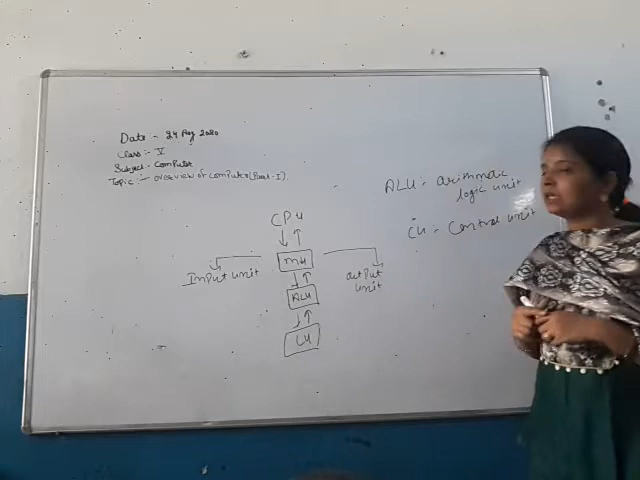 Date :- 24 Aug 2020
Class :- V
Subject - Computer
Topic :- overview of computer (Part-I)
CPU
MU
Input unit
output
unit
ALU
CU
ALU - arithmatic
logic unit
CU - Control unit